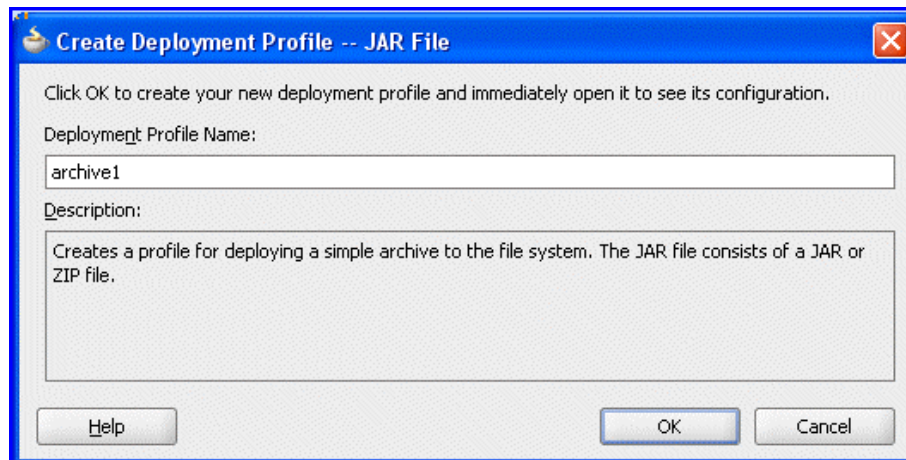 Create Deployment Profile -- JAR File
Click OK to create your new deployment profile and immediately open it to see its configuration.
Deployment Profile Name:
archive1
Description:
Creates a profile for deploying a simple archive to the file system. The JAR file consists of a JAR or
ZIP file.
Help
OK
Cancel